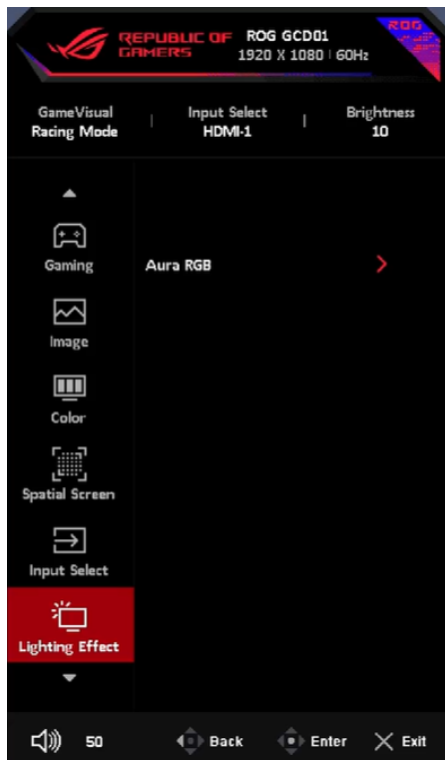 ROG
REPUBLIC OF
GAMERS
ROG GCD01
1920 X 1080 | 60Hz
GameVisual
Racing Mode
Input Select
HDMI-1
Brightness
10
Gaming
Aura RGB
Image
Color
Spatial Screen
Input Select
Lighting Effect
50
Back
Enter
Exit